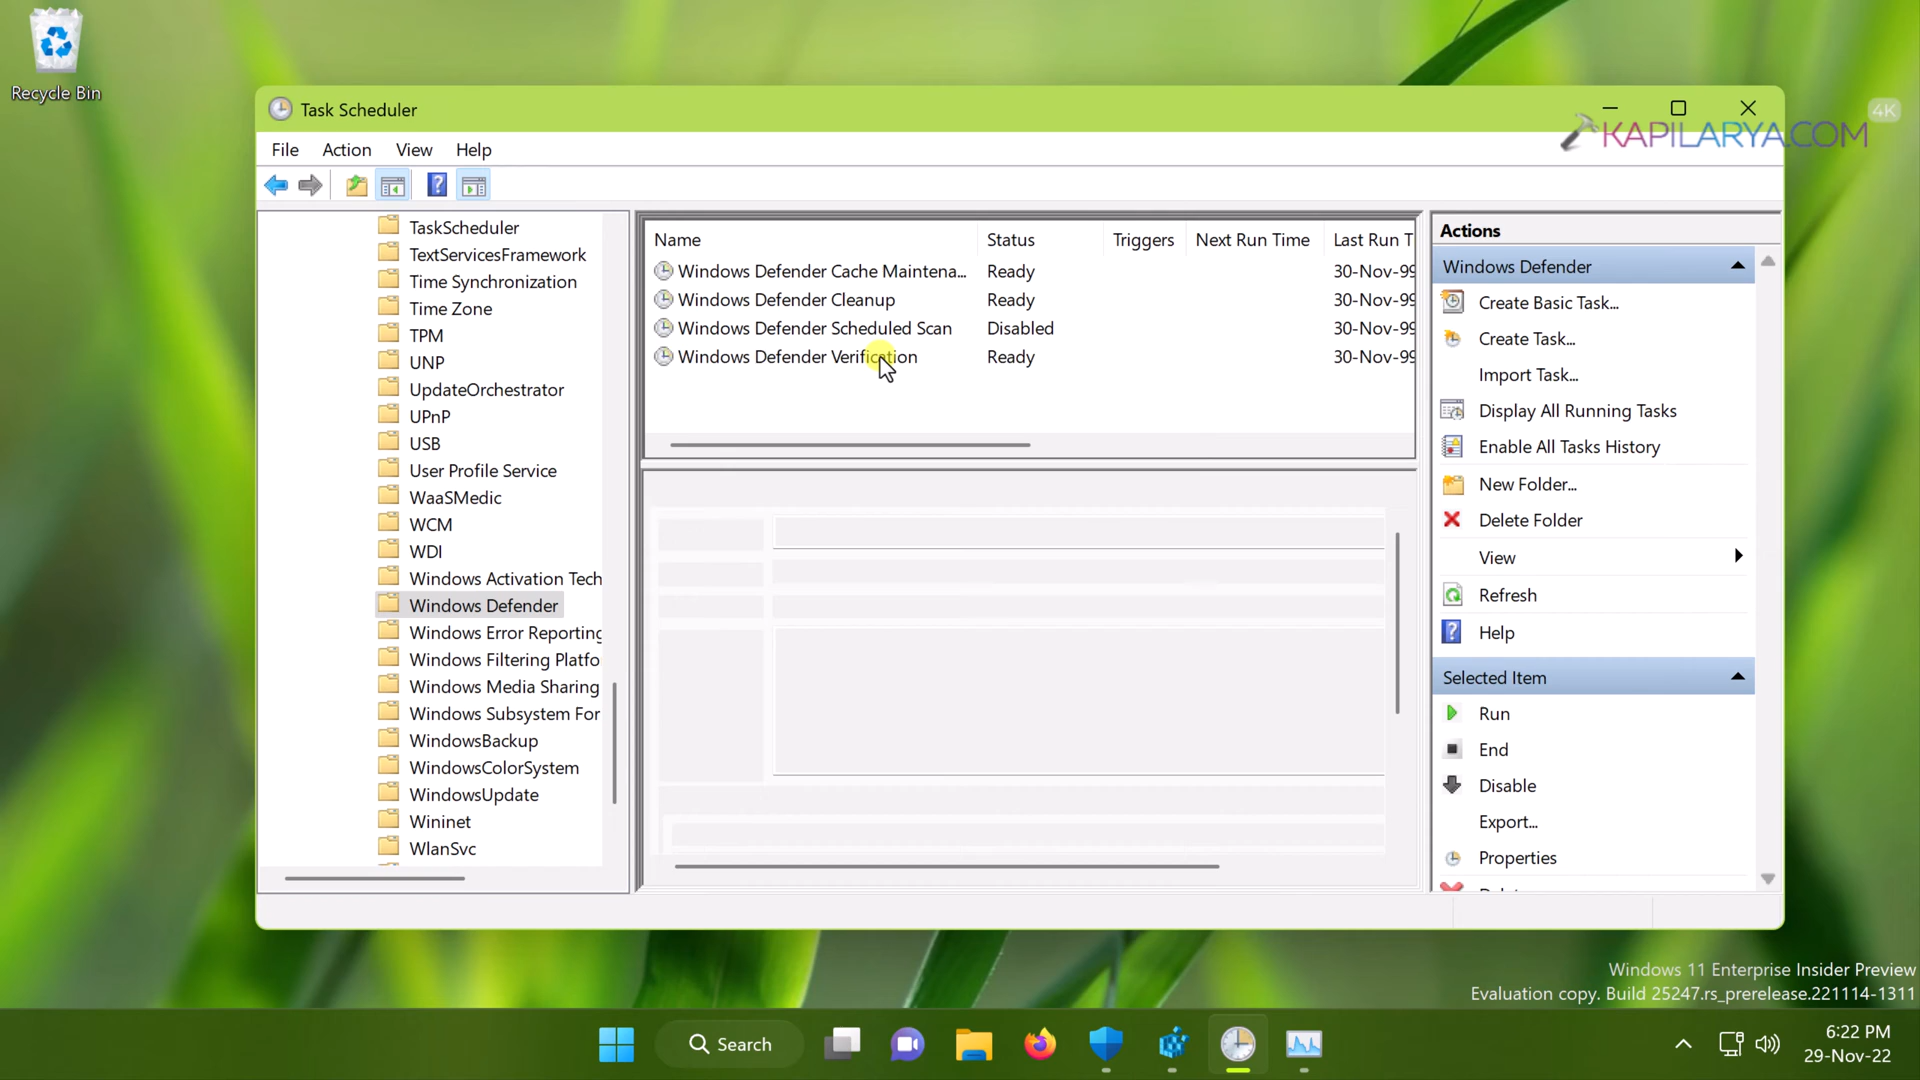 Recycle Bin
Task Scheduler
4K
KAPILARYA.COM
File Action View Help
TaskScheduler
TextServicesFramework
Time Synchronization
Time Zone
TPM
UNP
UpdateOrchestrator
UPnP
USB
User Profile Service
WaaSMedic
WCM
WDI
Windows Activation Tech
Windows Defender
Windows Error Reporting
Windows Filtering Platfo
Windows Media Sharing
Windows Subsystem For
WindowsBackup
WindowsColorSystem
WindowsUpdate
Wininet
WlanSvc
Name Status Triggers Next Run Time Last Run T
Windows Defender Cache Maintena... Ready 30-Nov-99
Windows Defender Cleanup Ready 30-Nov-99
Windows Defender Scheduled Scan Disabled 30-Nov-99
Windows Defender Verification Ready 30-Nov-99
Actions
Windows Defender
Create Basic Task...
Create Task...
Import Task...
Display All Running Tasks
Enable All Tasks History
New Folder...
Delete Folder
View
Refresh
Help
Selected Item
Run
End
Disable
Export...
Properties
Windows 11 Enterprise Insider Preview
Evaluation copy. Build 25247.rs_prerelease.221114-1311
Search
6:22 PM
29-Nov-22